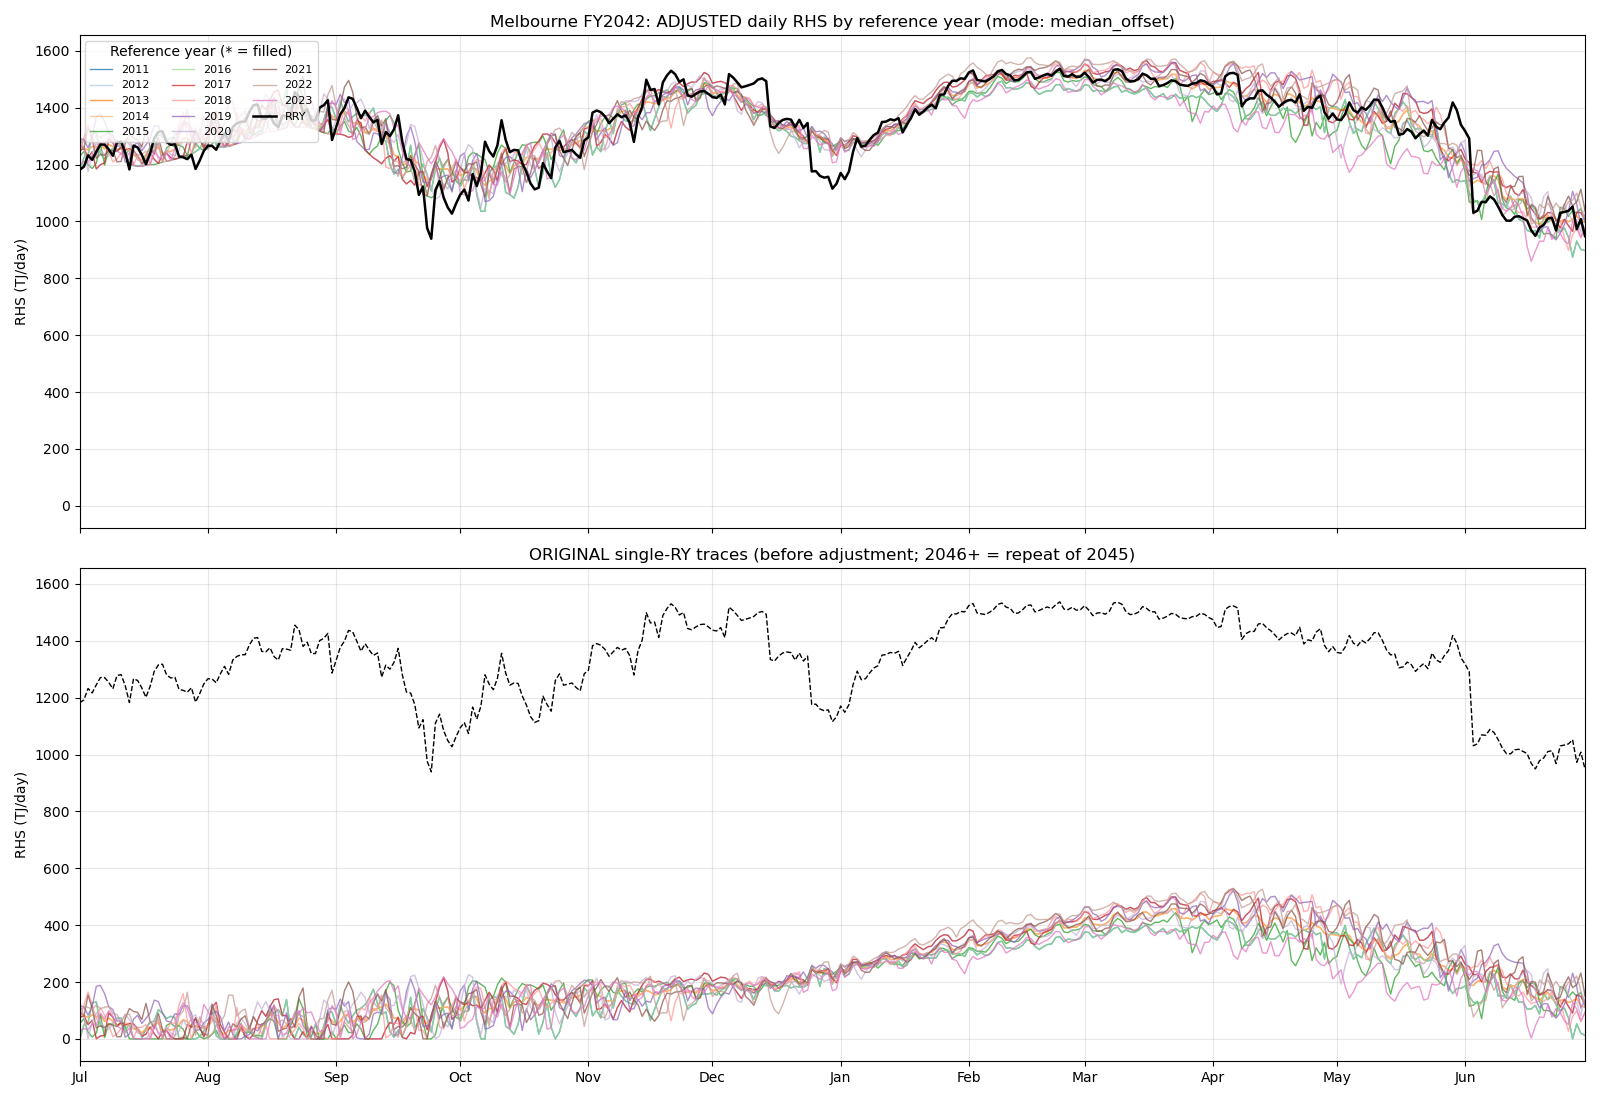 Melbourne FY2042: ADJUSTED daily RHS by reference year (mode: median_offset)
1600
1400
1200
1000
800
600
400
200
0
RHS (TJ/day)
Reference year (* = filled)
2011 2016 2021
2012 2017 2022
2013 2018 2023
2014 2019 RRY
2015 2020
ORIGINAL single-RY traces (before adjustment; 2046+ = repeat of 2045)
1600
1400
1200
1000
800
600
400
200
0
RHS (TJ/day)
Jul Aug Sep Oct Nov Dec Jan Feb Mar Apr May Jun